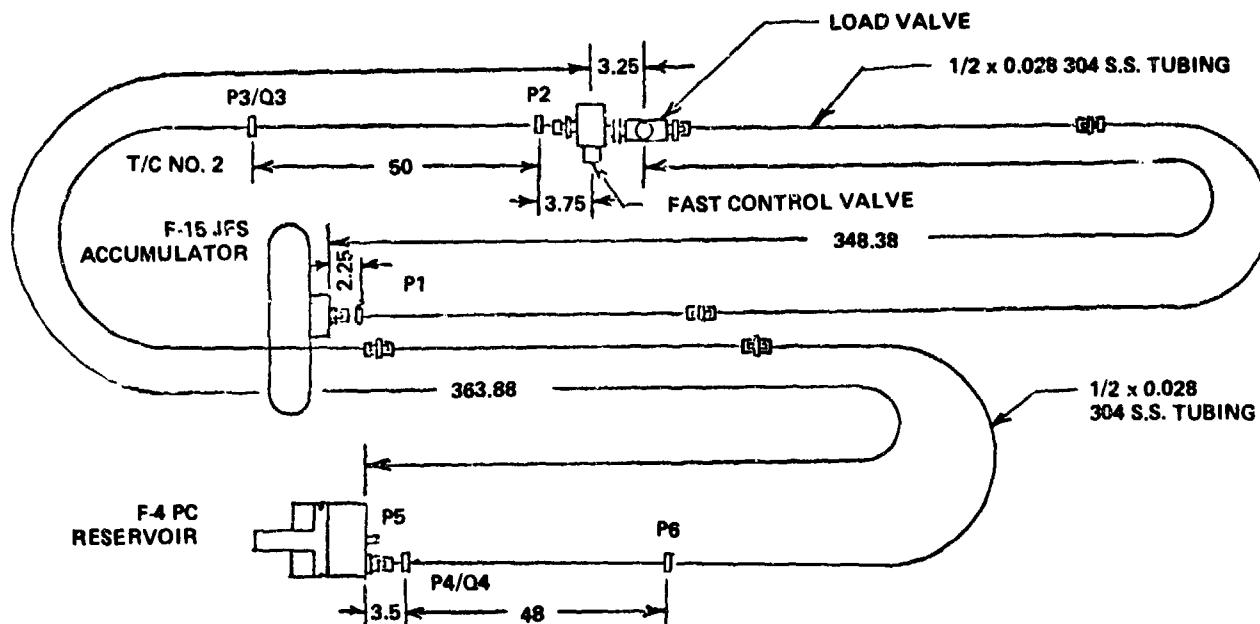 LOAD VALVE
3.25
1/2 x 0.028 304 S.S. TUBING
P3/Q3
P2
T/C NO. 2
50
3.75
FAST CONTROL VALVE
F-15 JFS
ACCUMULATOR
348.38
2.25
P1
363.88
1/2 x 0.028
304 S.S. TUBING
F-4 PC
RESERVOIR
P5
P6
P4/Q4
3.5
48